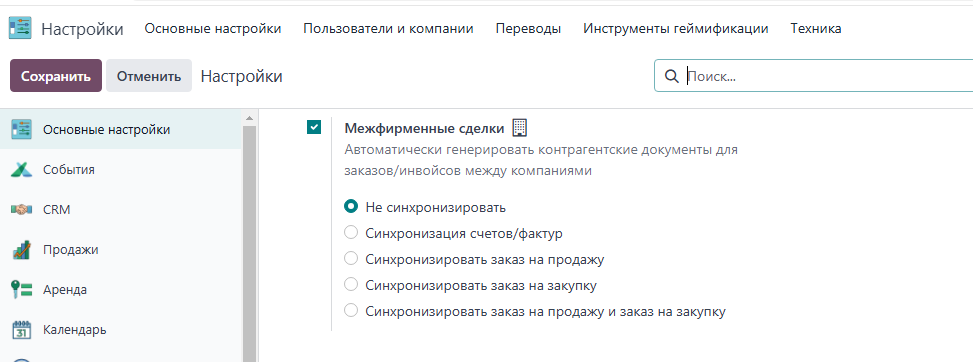 Настройки Основные настройки Пользователи и компании Переводы Инструменты геймификации Техника
Сохранить Отменить Настройки Поиск...
Основные настройки
События
CRM
Продажи
Аренда
Календарь
31
Межфирменные сделки
Автоматически генерировать контрагентские документы для
заказов/инвойсов между компаниями
Не синхронизировать
Синхронизация счетов/фактур
Синхронизировать заказ на продажу
Синхронизировать заказ на закупку
Синхронизировать заказ на продажу и заказ на закупку